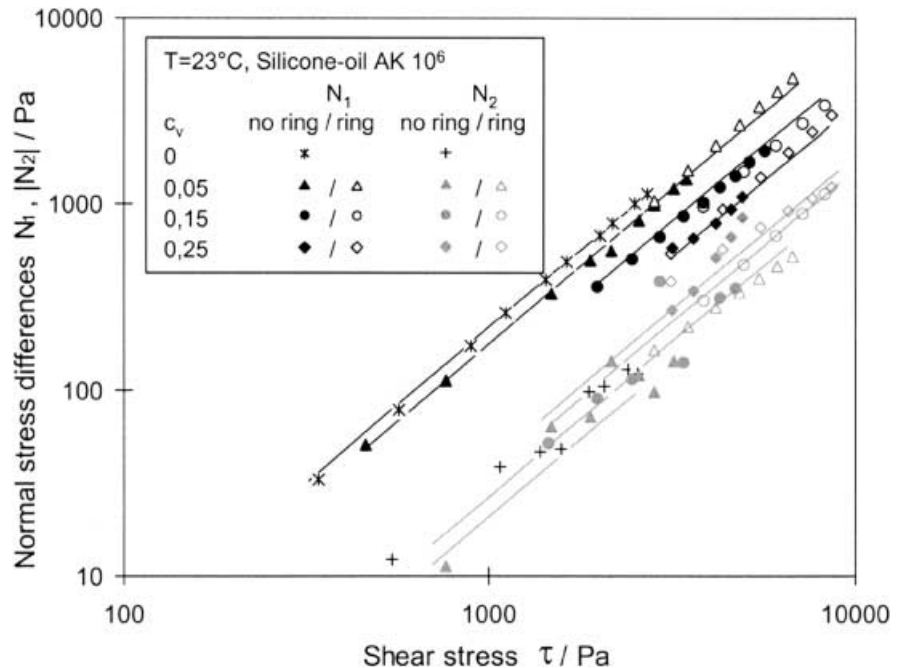 10000
1000
100
10
Normal stress differences N₁, |N₂| / Pa
T=23°C, Silicone-oil AK 10⁶
N₁ N₂
cᵥ no ring / ring no ring / ring
0
0,05 / /
0,15 / /
0,25 / /
100 1000 10000
Shear stress τ / Pa